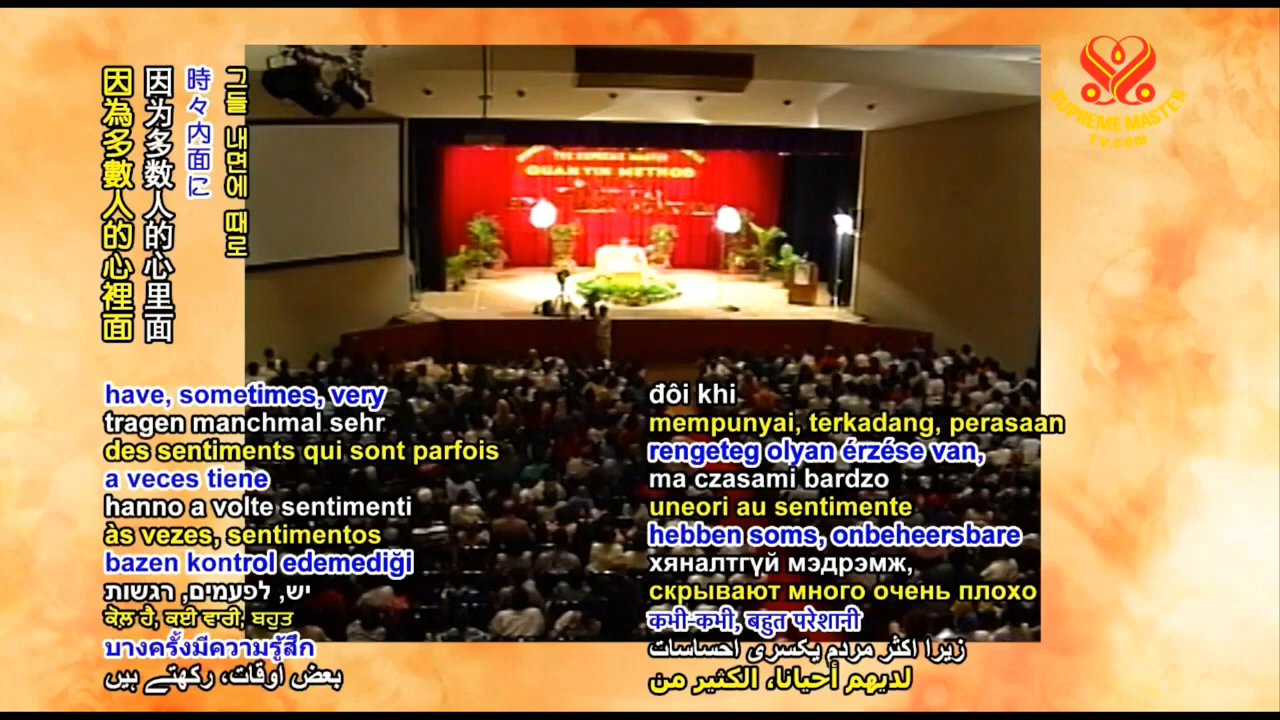 因為多數人的心裡面
因为多数人的心里面
時々内面に
그들 내면에 때로
SUPREME MASTER
TV.com
THE SUPREME MASTER
QUAN YIN METHOD
have, sometimes, very
tragen manchmal sehr
des sentiments qui sont parfois
a veces tiene
hanno a volte sentimenti
às vezes, sentimentos
bazen kontrol edemediği
יש, לפעמים, רגשות
ਕੋਲ ਹੈ, ਕਈ ਵਾਰੀ, ਬਹੁਤ
บางครั้งมีความรู้สึก
بعض اوقات، رکھتے ہیں
đôi khi
mempunyai, terkadang, perasaan
rengeteg olyan érzése van,
ma czasami bardzo
uneori au sentimente
hebben soms, onbeheersbare
хяналтгүй мэдрэмж,
скрывают много очень плохо
कभी-कभी, बहुत परेशानी
زیرا اکثر مردم یکسری احساسات
لديهم أحيانا، الكثير من